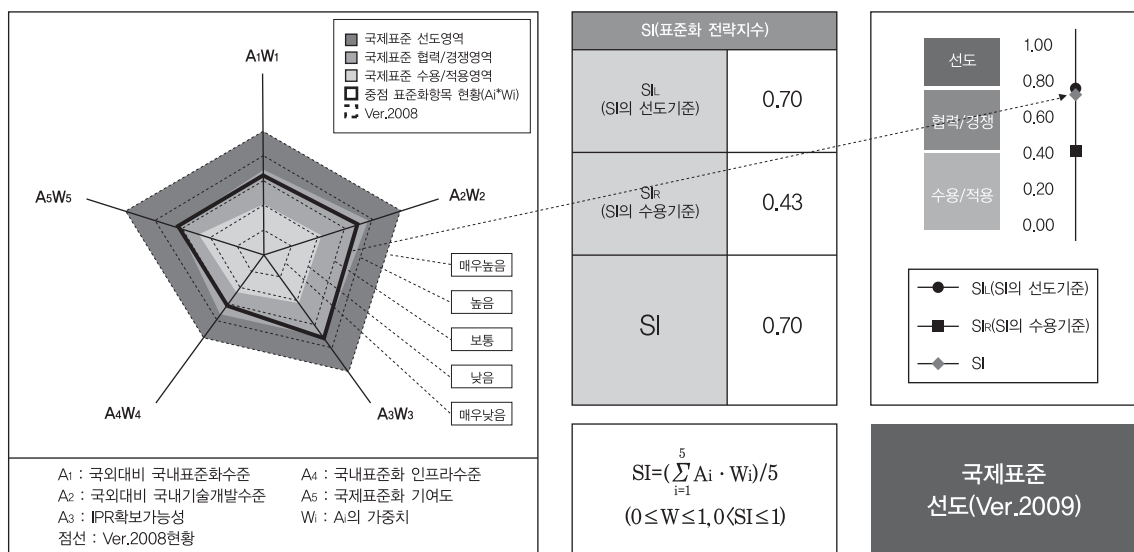 A1W1
A2W2
A3W3
A4W4
A5W5
국제표준 선도영역
국제표준 협력/경쟁영역
국제표준 수용/적용영역
중점 표준화항목 현황(Ai*Wi)
Ver.2008
매우높음
높음
보통
낮음
매우낮음
A1 : 국외대비 국내표준화수준
A2 : 국외대비 국내기술개발수준
A3 : IPR확보가능성
점선 : Ver.2008현황
A4 : 국내표준화 인프라수준
A5 : 국제표준화 기여도
Wi : Ai의 가중치
SI(표준화 전략지수)
SIL
(SI의 선도기준)
0.70
SIR
(SI의 수용기준)
0.43
SI
0.70
SI=(5∑i=1 Ai · Wi)/5
(0≤W≤1, 0<SI≤1)
선도
협력/경쟁
수용/적용
1.00
0.80
0.60
0.40
0.20
0.00
SIL(SI의 선도기준)
SIR(SI의 수용기준)
SI
국제표준
선도(Ver.2009)